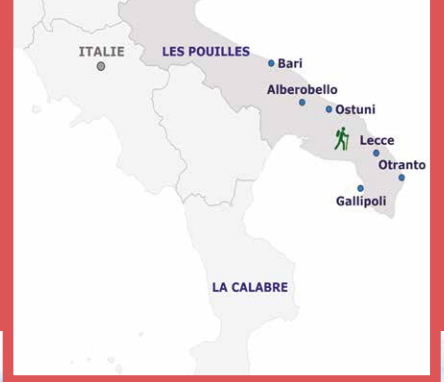 ITALIE
LES POUILLES
Bari
Alberobello
Ostuni
Lecce
Otranto
Gallipoli
LA CALABRE